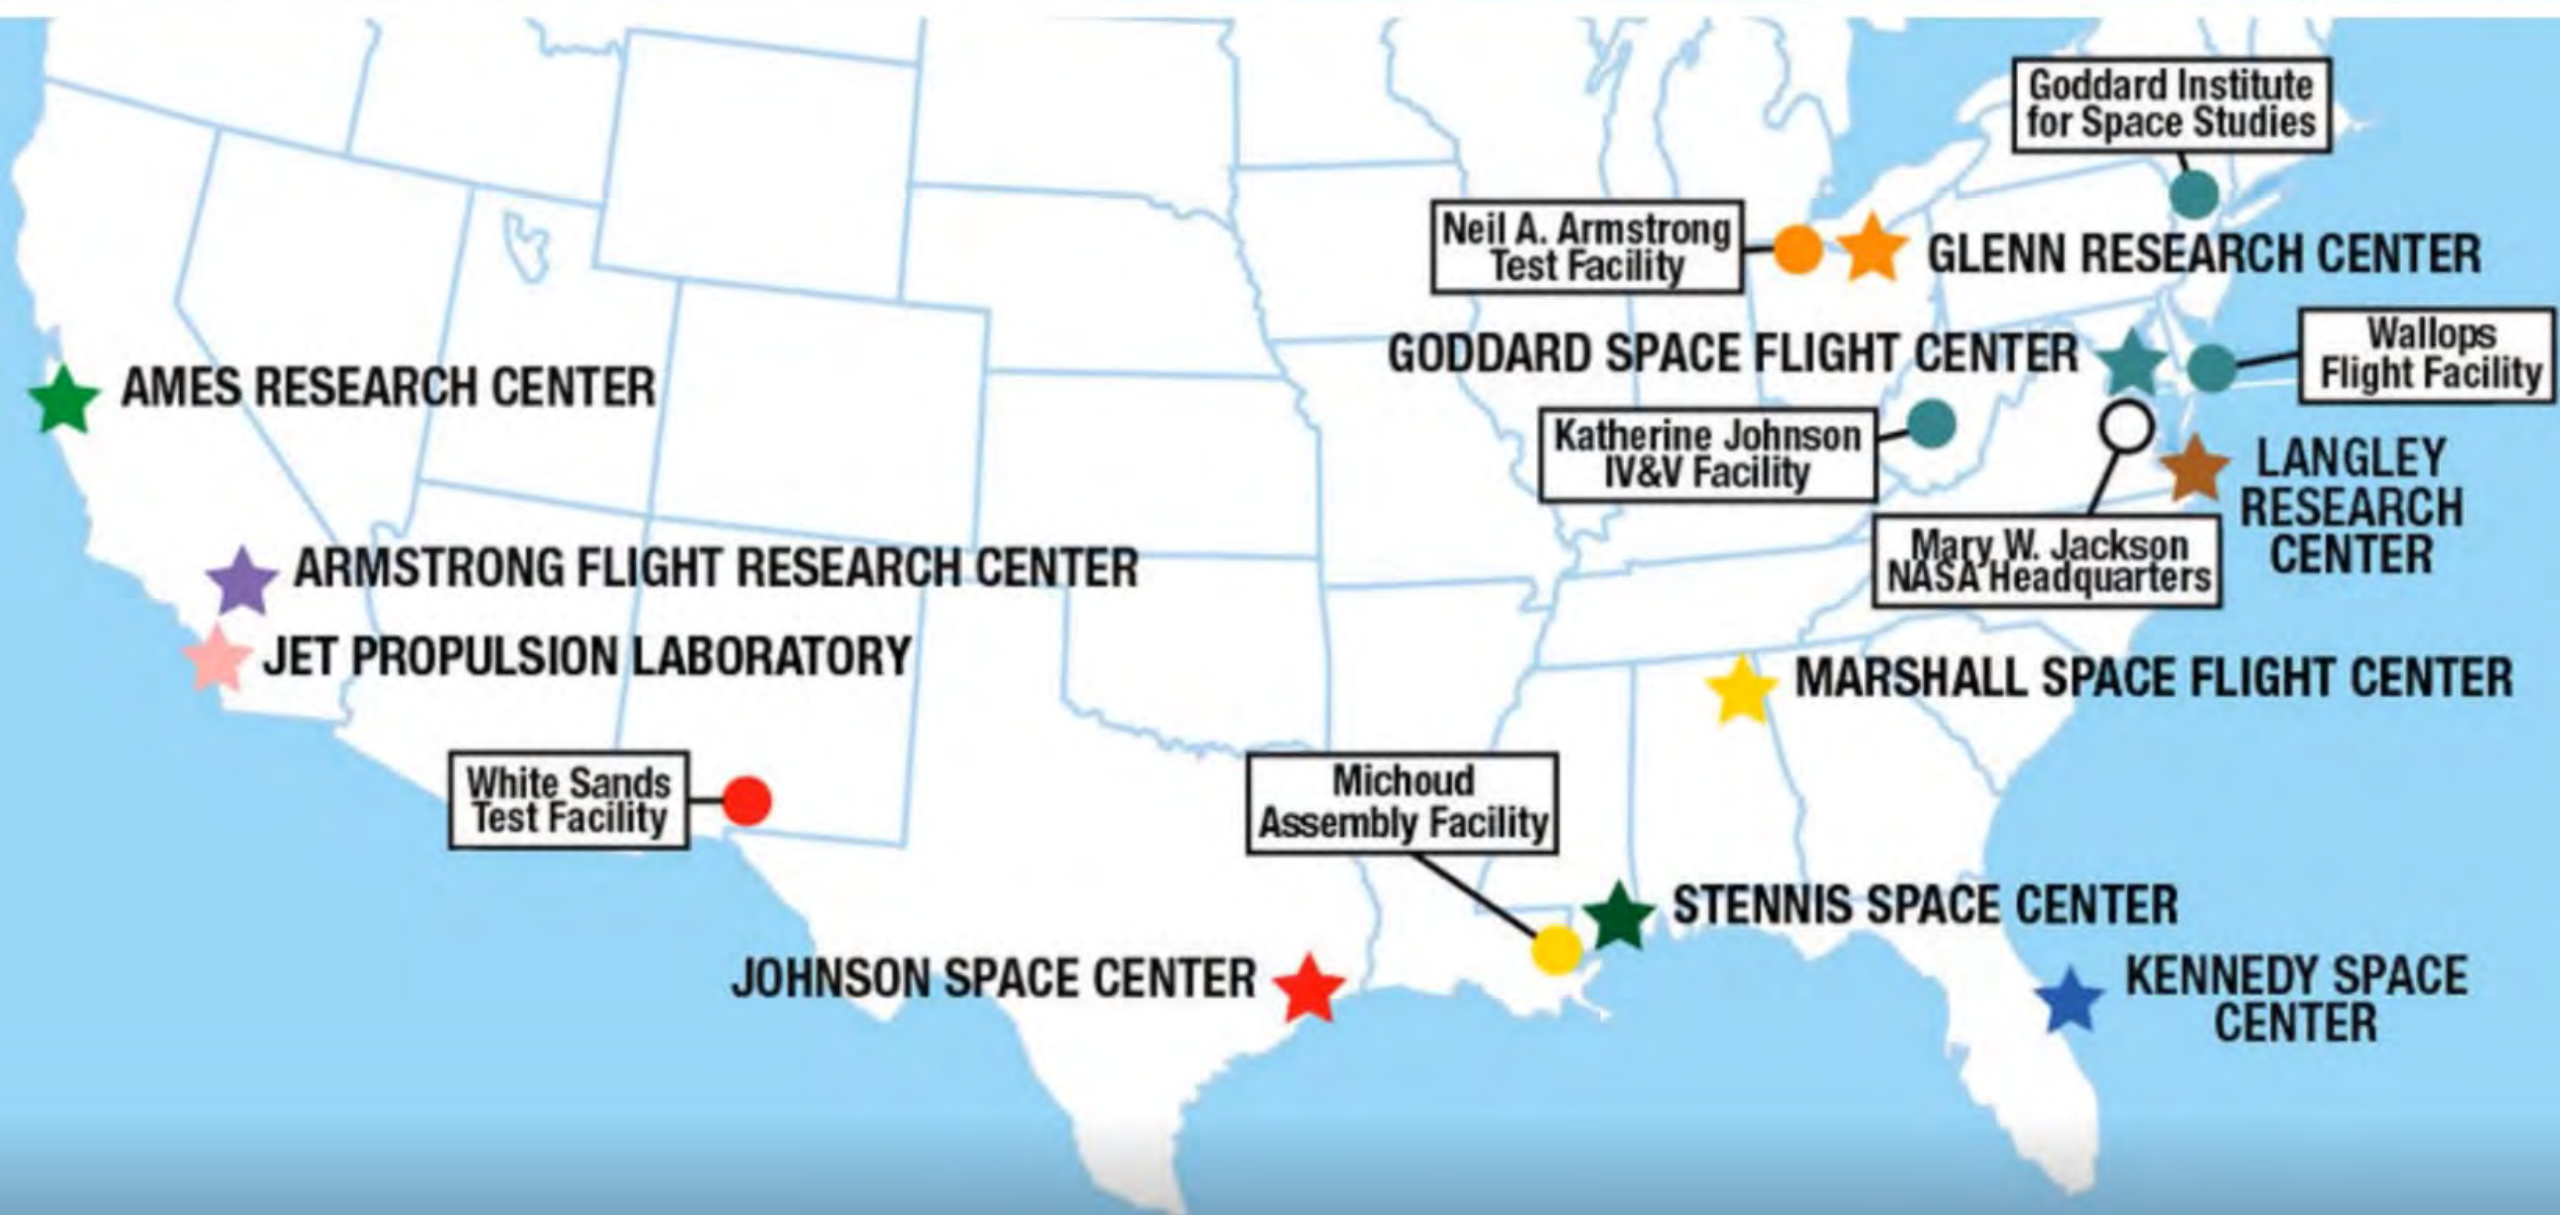 Goddard Institute
for Space Studies
Neil A. Armstrong
Test Facility
GLENN RESEARCH CENTER
Wallops
Flight Facility
GODDARD SPACE FLIGHT CENTER
AMES RESEARCH CENTER
Katherine Johnson
IV&V Facility
LANGLEY
RESEARCH
CENTER
Mary W. Jackson
NASA Headquarters
ARMSTRONG FLIGHT RESEARCH CENTER
JET PROPULSION LABORATORY
MARSHALL SPACE FLIGHT CENTER
White Sands
Test Facility
Michoud
Assembly Facility
STENNIS SPACE CENTER
JOHNSON SPACE CENTER
KENNEDY SPACE
CENTER